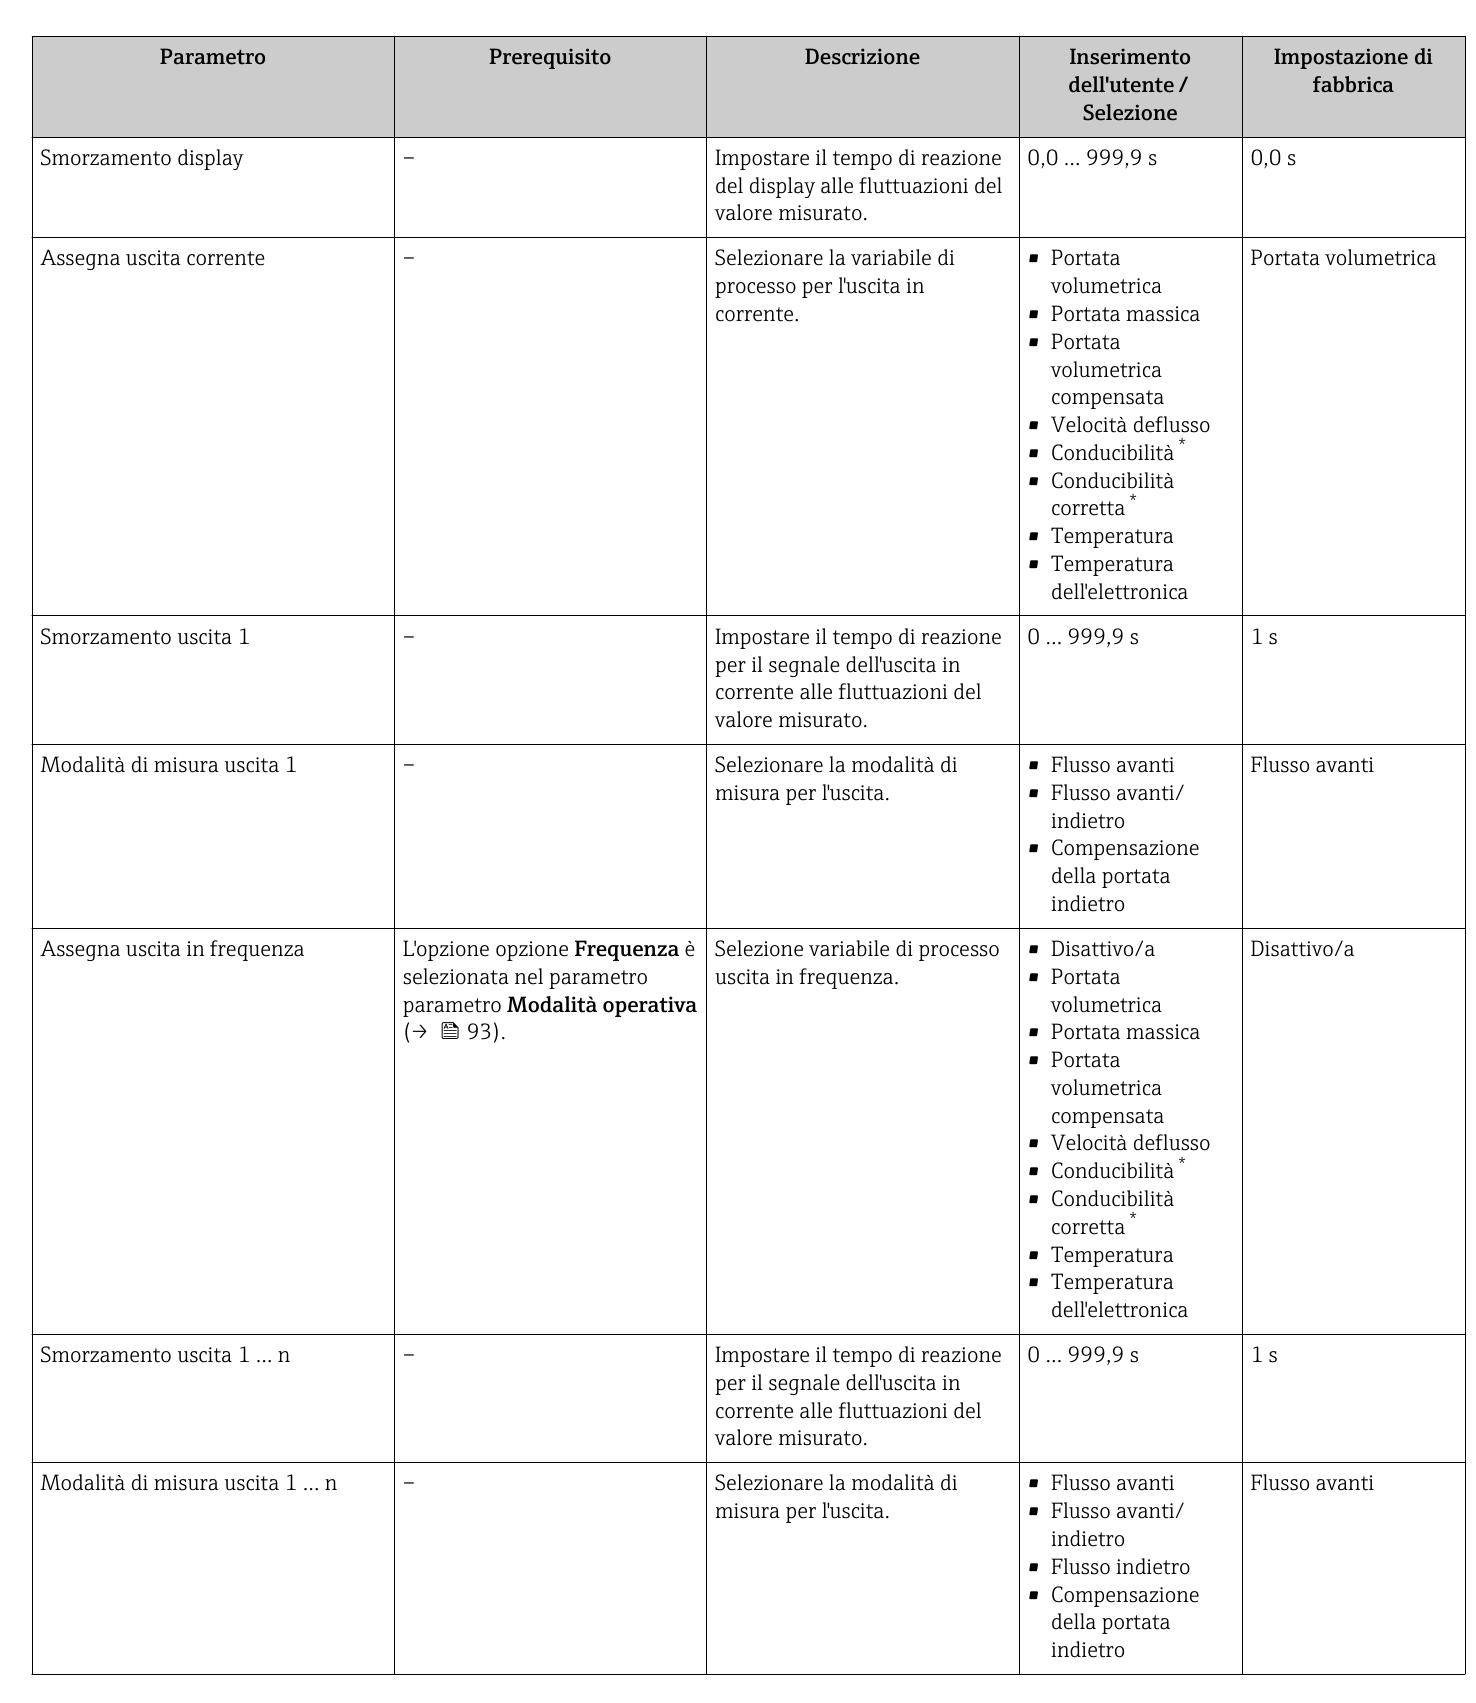 Parametro
Prerequisito
Descrizione
Inserimento
dell'utente /
Selezione
Impostazione di
fabbrica
Smorzamento display
–
Impostare il tempo di reazione
del display alle fluttuazioni del
valore misurato.
0,0 ... 999,9 s
0,0 s
Assegna uscita corrente
–
Selezionare la variabile di
processo per l'uscita in
corrente.
▪ Portata
volumetrica
▪ Portata massica
▪ Portata
volumetrica
compensata
▪ Velocità deflusso
▪ Conducibilità *
▪ Conducibilità
corretta *
▪ Temperatura
▪ Temperatura
dell'elettronica
Portata volumetrica
Smorzamento uscita 1
–
Impostare il tempo di reazione
per il segnale dell'uscita in
corrente alle fluttuazioni del
valore misurato.
0 ... 999,9 s
1 s
Modalità di misura uscita 1
–
Selezionare la modalità di
misura per l'uscita.
▪ Flusso avanti
▪ Flusso avanti/
indietro
▪ Compensazione
della portata
indietro
Flusso avanti
Assegna uscita in frequenza
L'opzione opzione Frequenza è
selezionata nel parametro
parametro Modalità operativa
(→ 93).
Selezione variabile di processo
uscita in frequenza.
▪ Disattivo/a
▪ Portata
volumetrica
▪ Portata massica
▪ Portata
volumetrica
compensata
▪ Velocità deflusso
▪ Conducibilità *
▪ Conducibilità
corretta *
▪ Temperatura
▪ Temperatura
dell'elettronica
Disattivo/a
Smorzamento uscita 1 ... n
–
Impostare il tempo di reazione
per il segnale dell'uscita in
corrente alle fluttuazioni del
valore misurato.
0 ... 999,9 s
1 s
Modalità di misura uscita 1 ... n
–
Selezionare la modalità di
misura per l'uscita.
▪ Flusso avanti
▪ Flusso avanti/
indietro
▪ Flusso indietro
▪ Compensazione
della portata
indietro
Flusso avanti